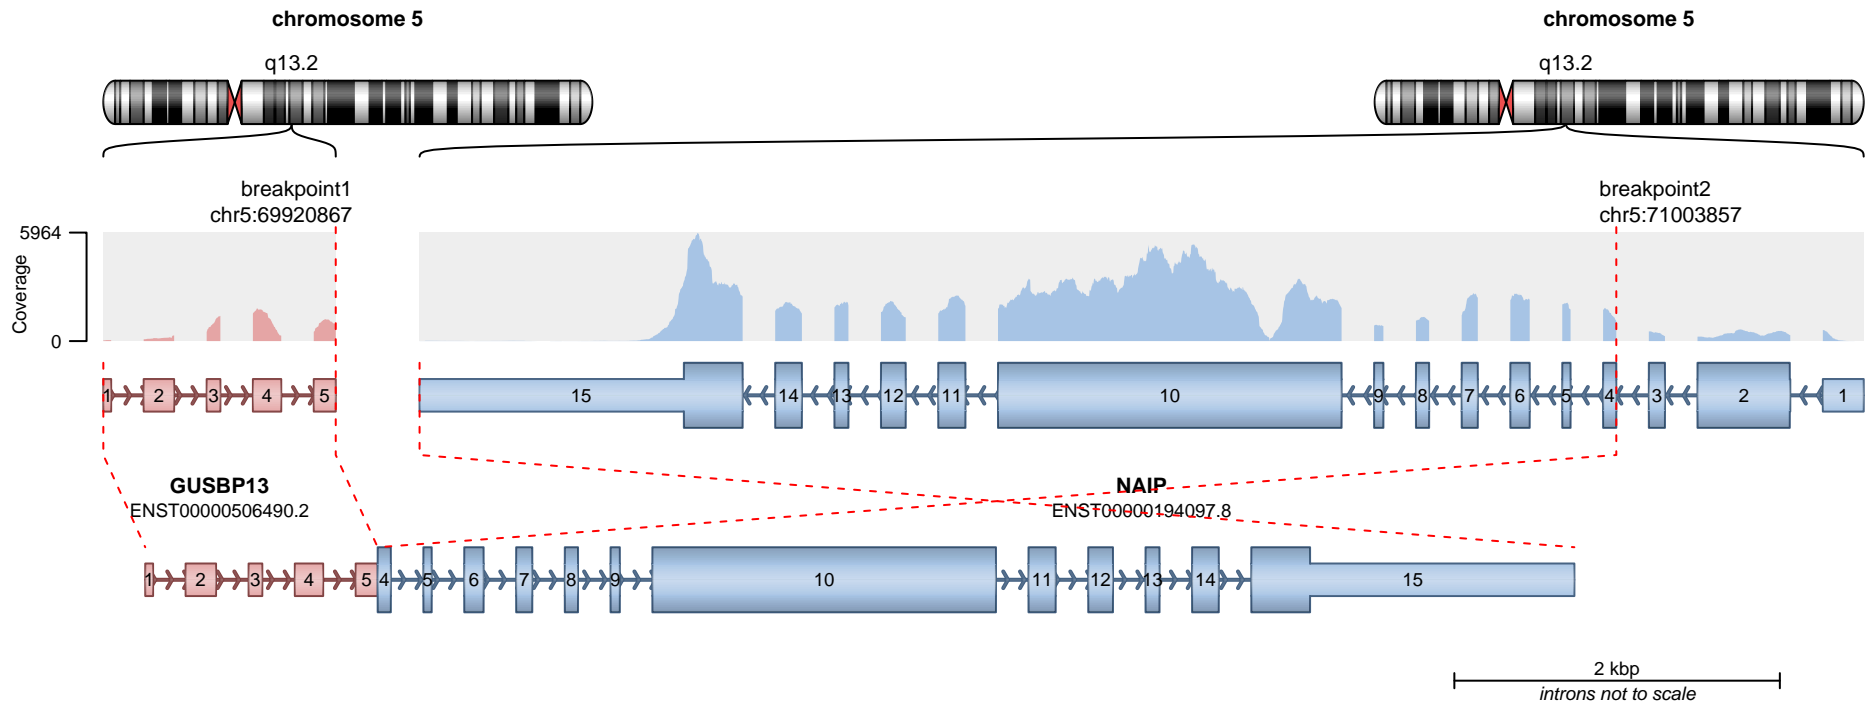 chromosome 5
chromosome 5
q13.2
q13.2
breakpoint1
chr5:69920867
breakpoint2
chr5:71003857
5964
Coverage
0
1 2 3 4 5
15 14 13 12 11 10 9 8 7 6 5 4 3 2 1
GUSBP13
ENST00000506490.2
NAIP
ENST00000194097.8
1 2 3 4 5 4 5 6 7 8 9 10 11 12 13 14 15
2 kbp
introns not to scale